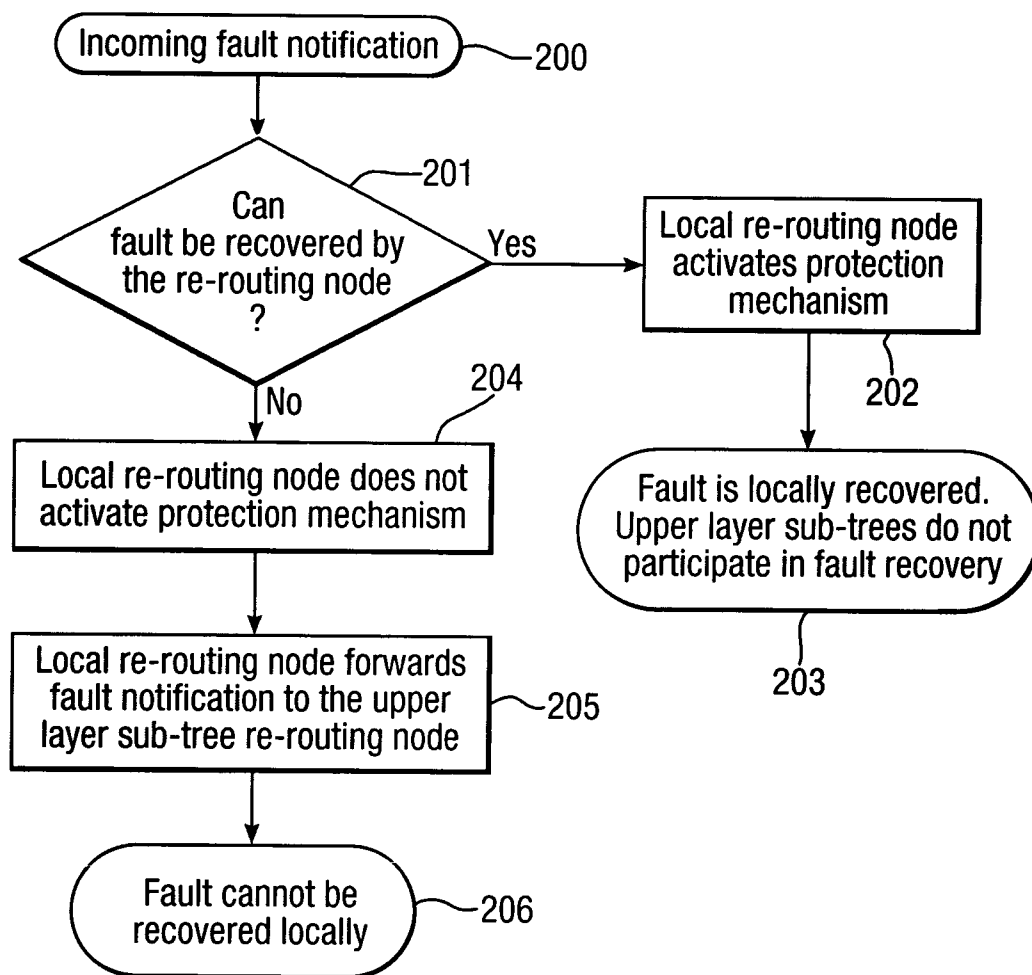 Incoming fault notification
200
201
Can
fault be recovered by
the re-routing node
?
Yes
Local re-routing node
activates protection
mechanism
202
No
204
Local re-routing node does not
activate protection mechanism
Fault is locally recovered.
Upper layer sub-trees do not
participate in fault recovery
203
Local re-routing node forwards
fault notification to the upper
layer sub-tree re-routing node
205
Fault cannot be
recovered locally
206